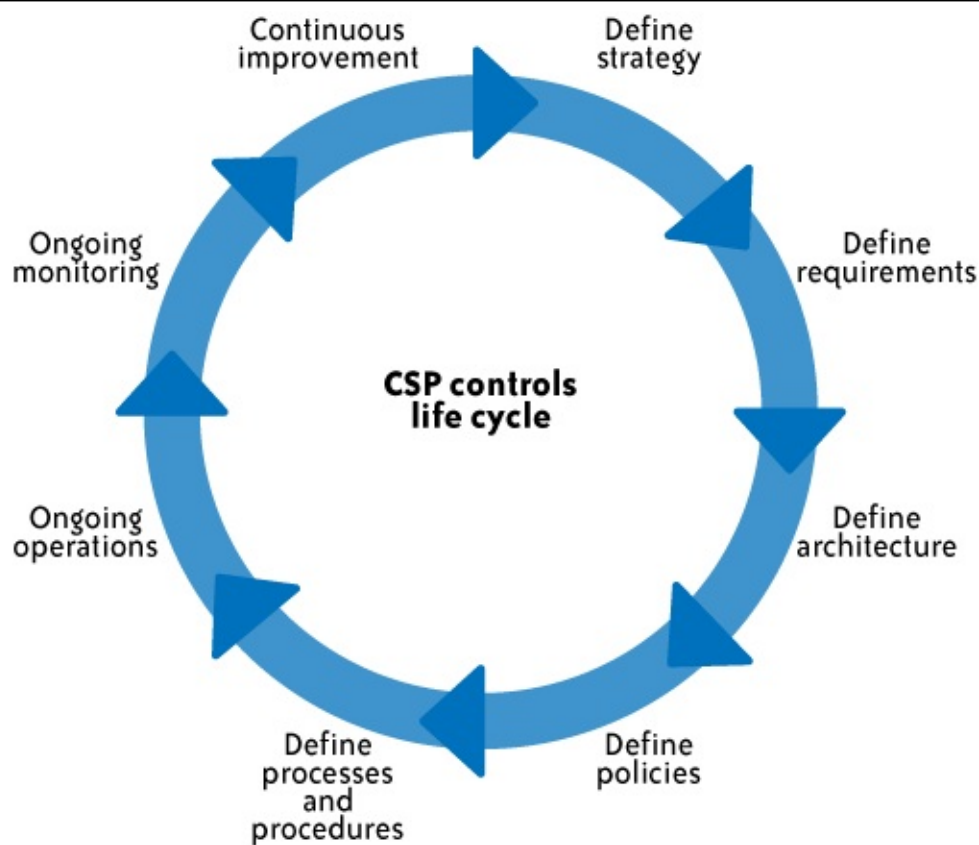 Continuous
improvement
Define
strategy
Define
requirements
Define
architecture
Define
policies
Define
processes
and
procedures
Ongoing
operations
Ongoing
monitoring
CSP controls
life cycle